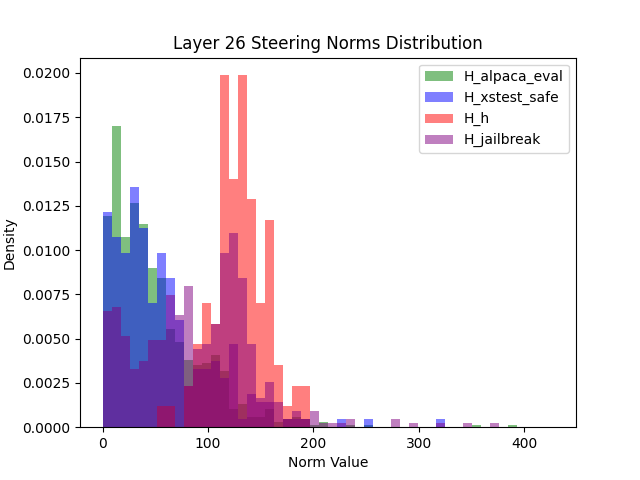 Layer 26 Steering Norms Distribution
H_alpaca_eval
H_xstest_safe
H_h
H_jailbreak
Density
0.0200
0.0175
0.0150
0.0125
0.0100
0.0075
0.0050
0.0025
0.0000
0 100 200 300 400
Norm Value